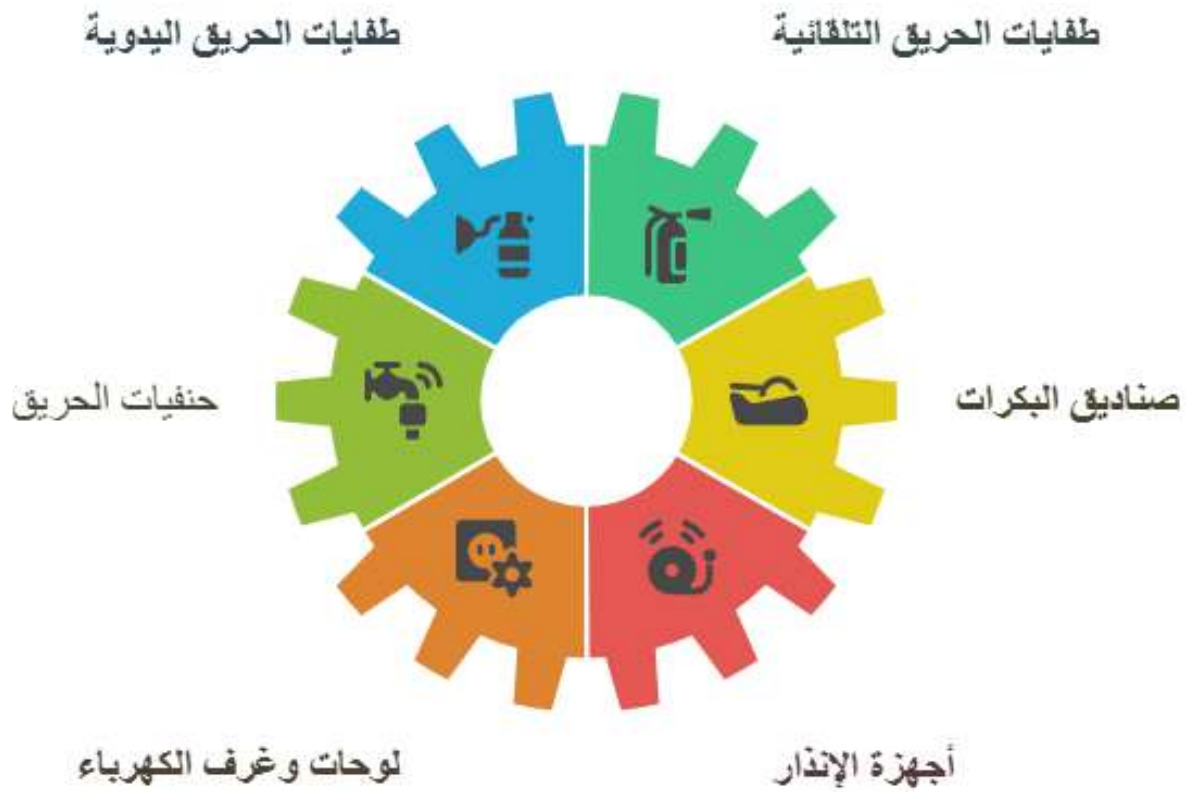 طفايات الحريق التلقائية
طفايات الحريق اليدوية
صناديق البكرات
حنفيات الحريق
أجهزة الإنذار
لوحات وغرف الكهرباء